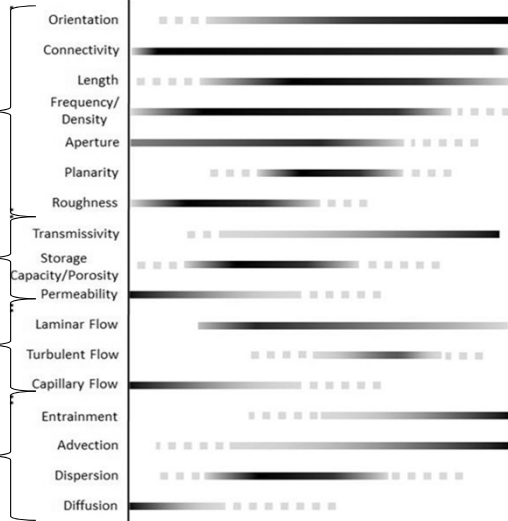 Orientation
Connectivity
Length
Frequency/
Density
Aperture
Planarity
Roughness
Transmissivity
Storage
Capacity/Porosity
Permeability
Laminar Flow
Turbulent Flow
Capillary Flow
Entrainment
Advection
Dispersion
Diffusion